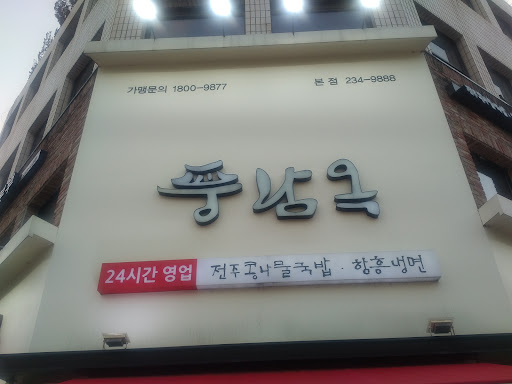 가맹문의 1800-9877
본 점 234-9888
풍남옥
24시간 영업 전주콩나물국밥 · 함흥냉면